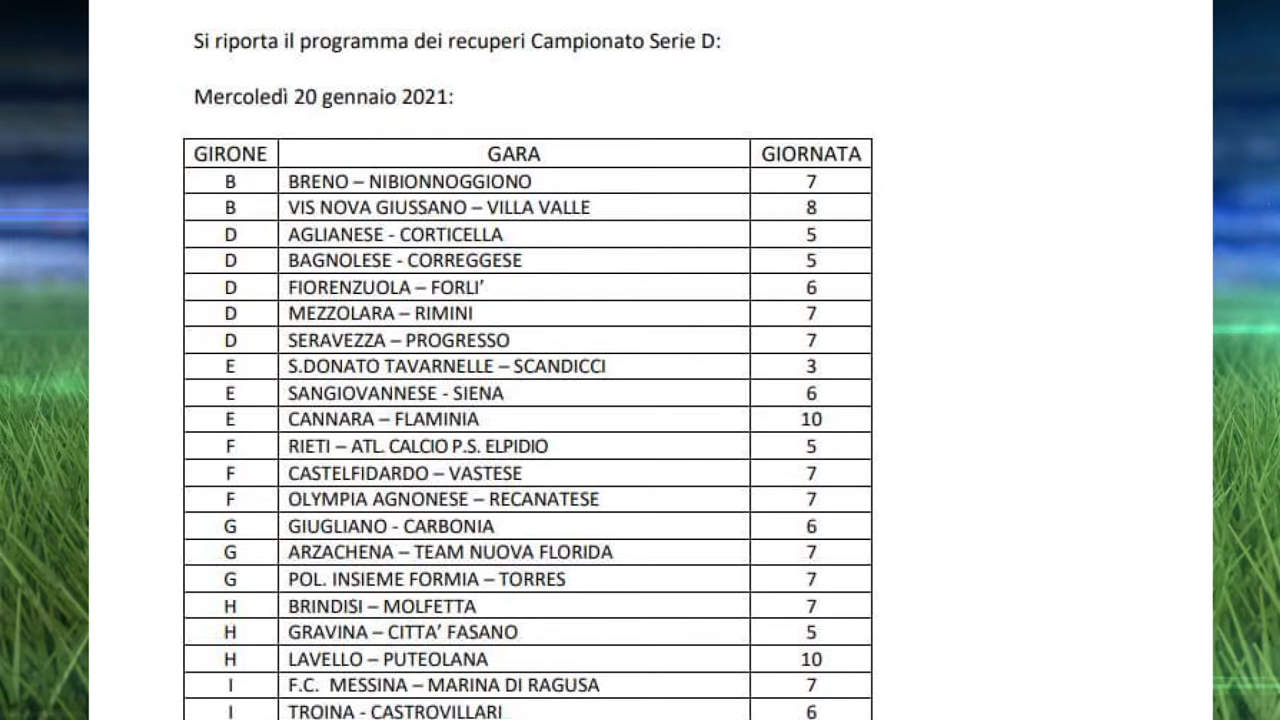 Si riporta il programma dei recuperi Campionato Serie D:
Mercoledì 20 gennaio 2021:
GIRONE GARA GIORNATA
B BRENO – NIBIONNOGGIONO 7
B VIS NOVA GIUSSANO – VILLA VALLE 8
D AGLIANESE - CORTICELLA 5
D BAGNOLESE - CORREGGESE 5
D FIORENZUOLA – FORLI’ 6
D MEZZOLARA – RIMINI 7
D SERAVEZZA – PROGRESSO 7
E S.DONATO TAVARNELLE – SCANDICCI 3
E SANGIOVANNESE - SIENA 6
E CANNARA – FLAMINIA 10
F RIETI – ATL. CALCIO P.S. ELPIDIO 5
F CASTELFIDARDO – VASTESE 7
F OLYMPIA AGNONESE – RECANATESE 7
G GIUGLIANO - CARBONIA 6
G ARZACHENA – TEAM NUOVA FLORIDA 7
G POL. INSIEME FORMIA – TORRES 7
H BRINDISI – MOLFETTA 7
H GRAVINA – CITTA’ FASANO 5
H LAVELLO – PUTEOLANA 10
I F.C. MESSINA – MARINA DI RAGUSA 7
I TROINA - CASTROVILLARI 6